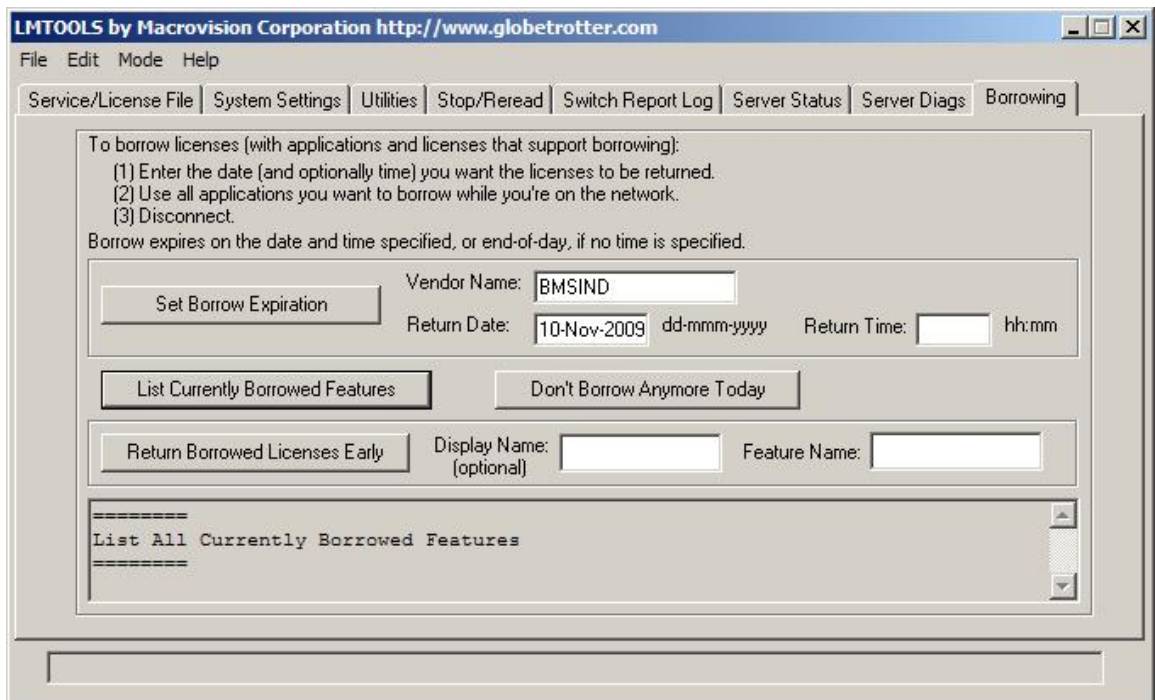 LMTOOLS by Macrovision Corporation http://www.globetrotter.com
File Edit Mode Help
Service/License File System Settings Utilities Stop/Reread Switch Report Log Server Status Server Diags Borrowing
To borrow licenses (with applications and licenses that support borrowing):
(1) Enter the date (and optionally time) you want the licenses to be returned.
(2) Use all applications you want to borrow while you're on the network.
(3) Disconnect.
Borrow expires on the date and time specified, or end-of-day, if no time is specified.
Set Borrow Expiration Vendor Name: BMSIND
Return Date: 10-Nov-2009 dd-mmm-yyyy Return Time: hh:mm
List Currently Borrowed Features Don't Borrow Anymore Today
Return Borrowed Licenses Early Display Name: Feature Name:
(optional)
========
List All Currently Borrowed Features
========